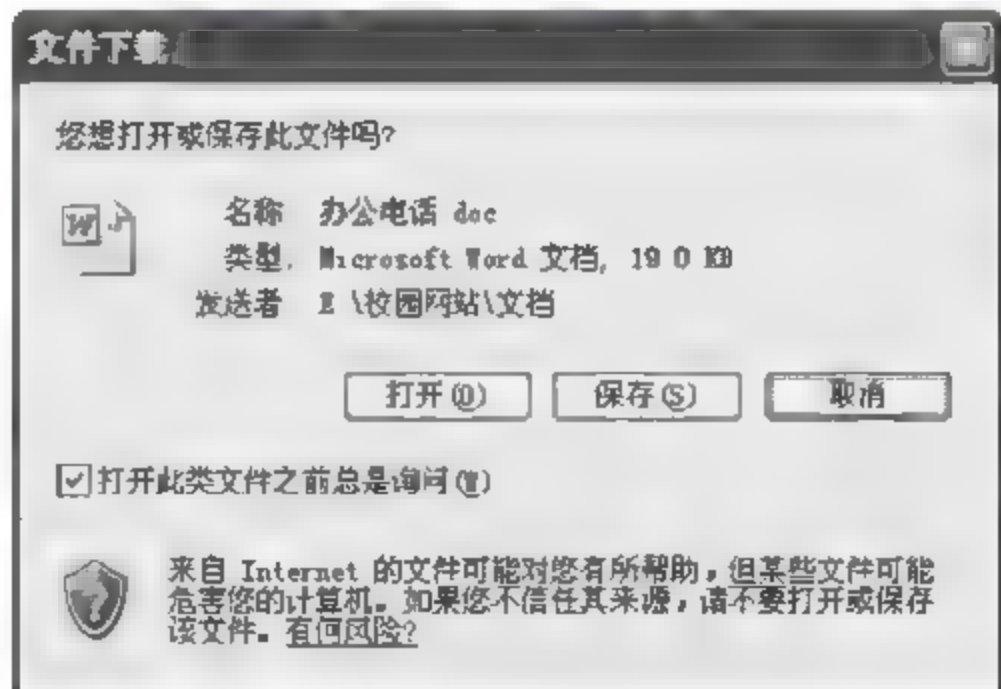 文件下载
您想打开或保存此文件吗?
W
名称 办公电话 doc
类型, Microsoft Word 文档, 19 0 KB
发送者 E \校园网站\文档
打开(O) 保存(S) 取消
打开此类文件之前总是询问(W)
来自 Internet 的文件可能对您有所帮助,但某些文件可能
危害您的计算机。如果您不信任其来源,请不要打开或保存
该文件。有何风险?